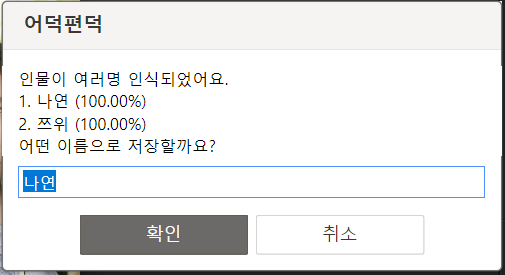 어덕편덕
인물이 여러명 인식되었어요.
1. 나연 (100.00%)
2. 쯔위 (100.00%)
어떤 이름으로 저장할까요?
나연
확인
취소